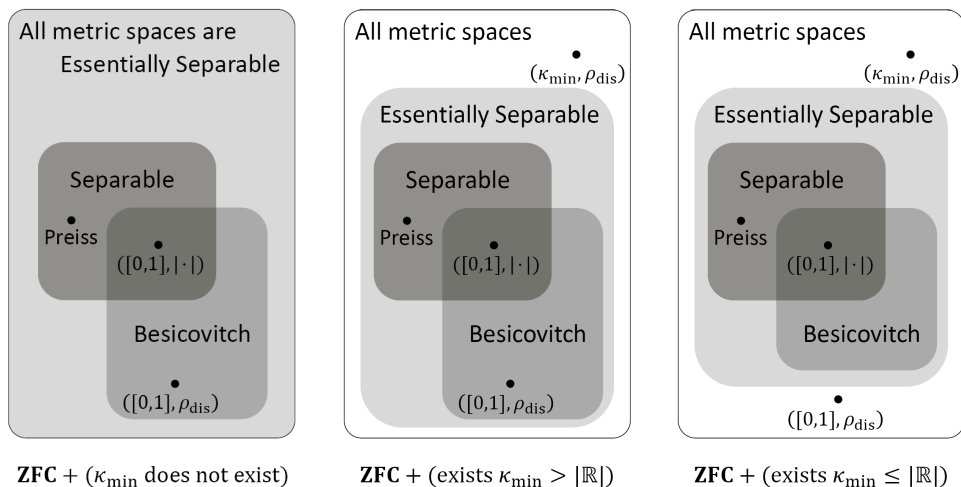 All metric spaces are
Essentially Separable
Separable
Preiss
([0,1],|·|)
Besicovitch
([0,1], ρ_dis)
ZFC + (κ_min does not exist)
All metric spaces
(κ_min, ρ_dis)
Essentially Separable
Separable
Preiss
([0,1],|·|)
Besicovitch
([0,1], ρ_dis)
ZFC + (exists κ_min > |ℝ|)
All metric spaces
(κ_min, ρ_dis)
Essentially Separable
Separable
Preiss
([0,1],|·|)
Besicovitch
([0,1], ρ_dis)
ZFC + (exists κ_min ≤ |ℝ|)